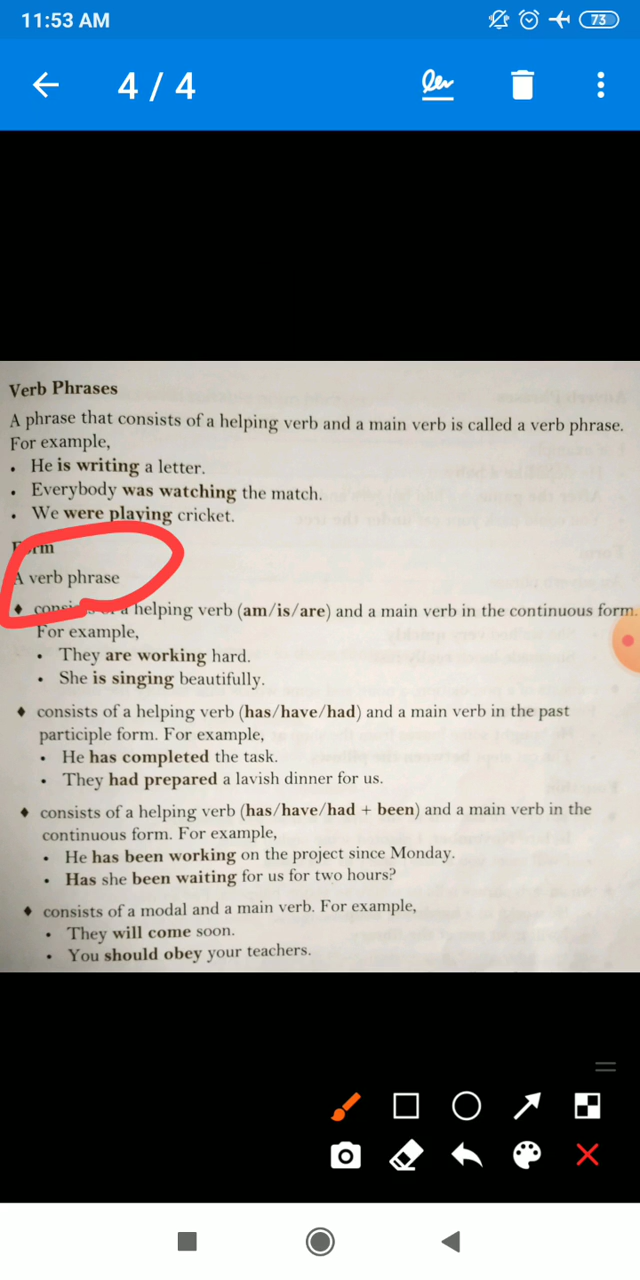 11:53 AM
73
4 / 4
Verb Phrases
A phrase that consists of a helping verb and a main verb is called a verb phrase.
For example,
• He is writing a letter.
• Everybody was watching the match.
• We were playing cricket.
Form
A verb phrase
♦ consists of a helping verb (am/is/are) and a main verb in the continuous form.
For example,
• They are working hard.
• She is singing beautifully.
♦ consists of a helping verb (has/have/had) and a main verb in the past
participle form. For example,
• He has completed the task.
• They had prepared a lavish dinner for us.
♦ consists of a helping verb (has/have/had + been) and a main verb in the
continuous form. For example,
• He has been working on the project since Monday.
• Has she been waiting for us for two hours?
♦ consists of a modal and a main verb. For example,
• They will come soon.
• You should obey your teachers.